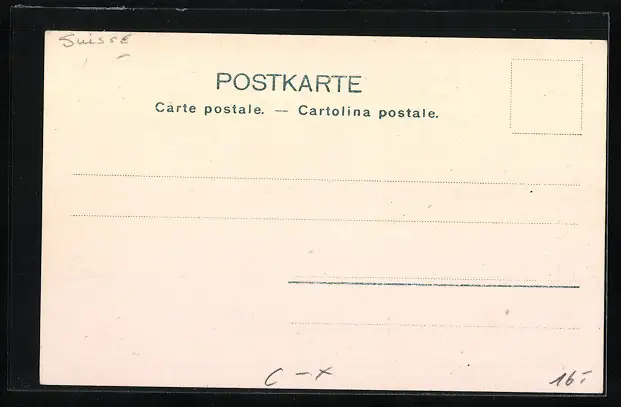 Suisse
POSTKARTE
Carte postale. — Cartolina postale.
C – x
16.-